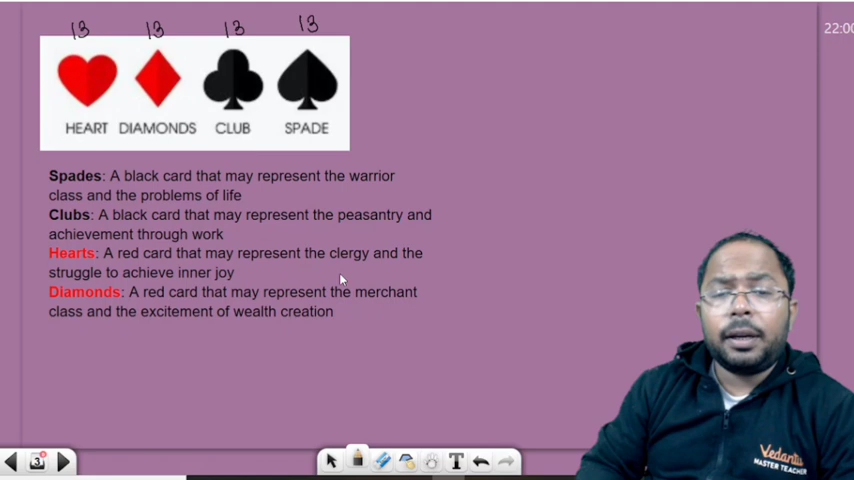 13 13 13 13
22:00
HEART DIAMONDS CLUB SPADE
Spades: A black card that may represent the warrior
class and the problems of life
Clubs: A black card that may represent the peasantry and
achievement through work
Hearts: A red card that may represent the clergy and the
struggle to achieve inner joy
Diamonds: A red card that may represent the merchant
class and the excitement of wealth creation
Vedantu
MASTER TEACHER
3
T